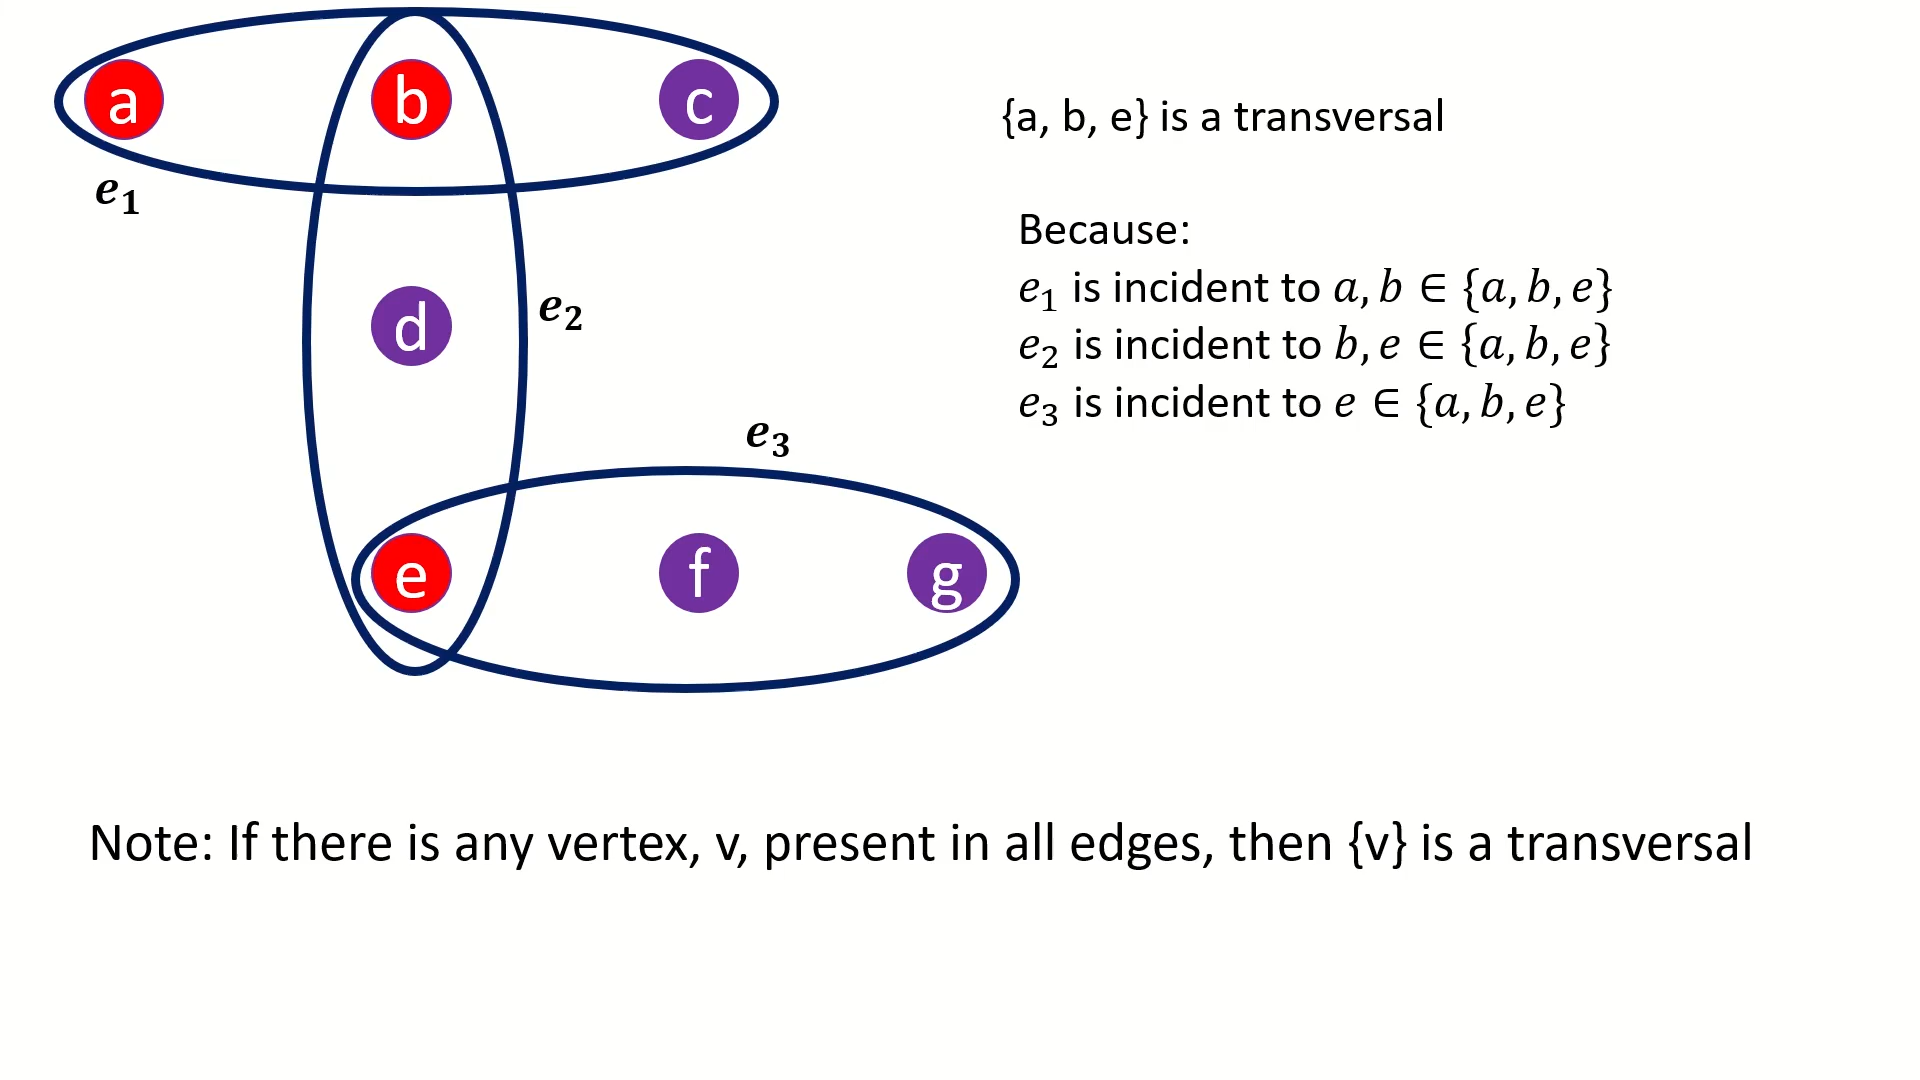 a b c
{a, b, e} is a transversal
e₁
Because:
e₁ is incident to a, b ∈ {a, b, e}
d
e₂
e₂ is incident to b, e ∈ {a, b, e}
e₃ is incident to e ∈ {a, b, e}
e₃
e f g
Note: If there is any vertex, v, present in all edges, then {v} is a transversal